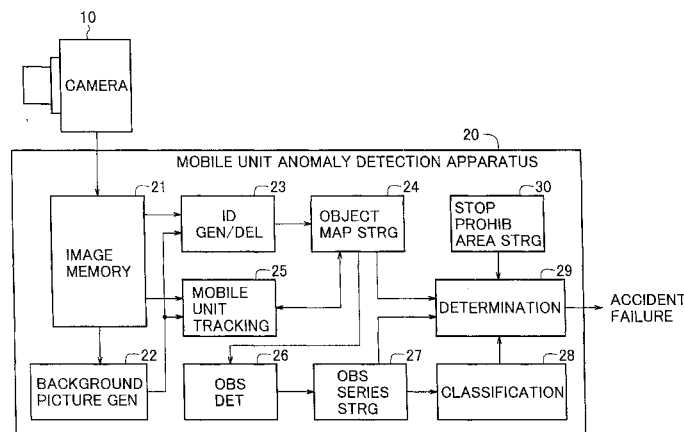 10
CAMERA
20
MOBILE UNIT ANOMALY DETECTION APPARATUS
21
IMAGE
MEMORY
23
ID
GEN/DEL
24
OBJECT
MAP STRG
30
STOP
PROHIB
AREA STRG
25
MOBILE
UNIT
TRACKING
29
DETERMINATION
ACCIDENT
FAILURE
22
BACKGROUND
PICTURE GEN
26
OBS
DET
27
OBS
SERIES
STRG
28
CLASSIFICATION